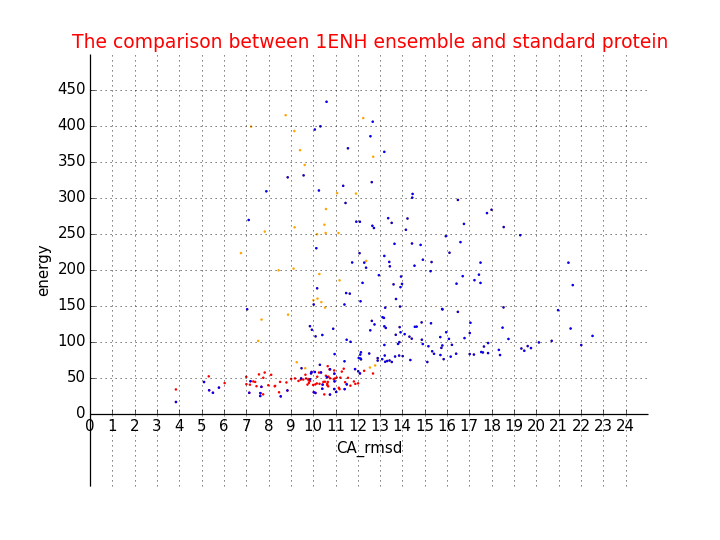 The comparison between 1ENH ensemble and standard protein
450
400
350
300
250
200
150
100
50
0
energy
0 1 2 3 4 5 6 7 8 9 10 11 12 13 14 15 16 17 18 19 20 21 22 23 24
CA_rmsd